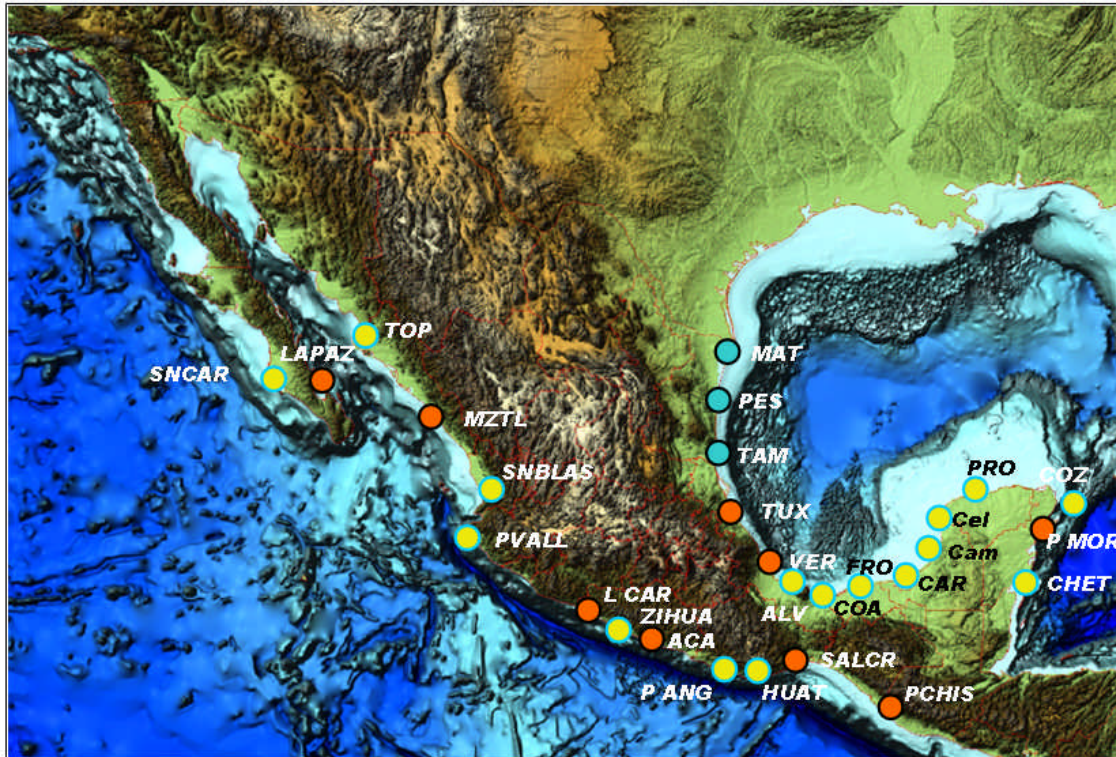 TOP
LAPAZ
SNCAR
MAT
PES
MZTL
TAM
SNBLAS
PRO
COZ
TUX
Cel
PVALL
P MOR
Cam
VER
FRO
CAR
CHET
L CAR
ALV
COA
ZIHUA
ACA
SALCR
P ANG
HUAT
PCHIS